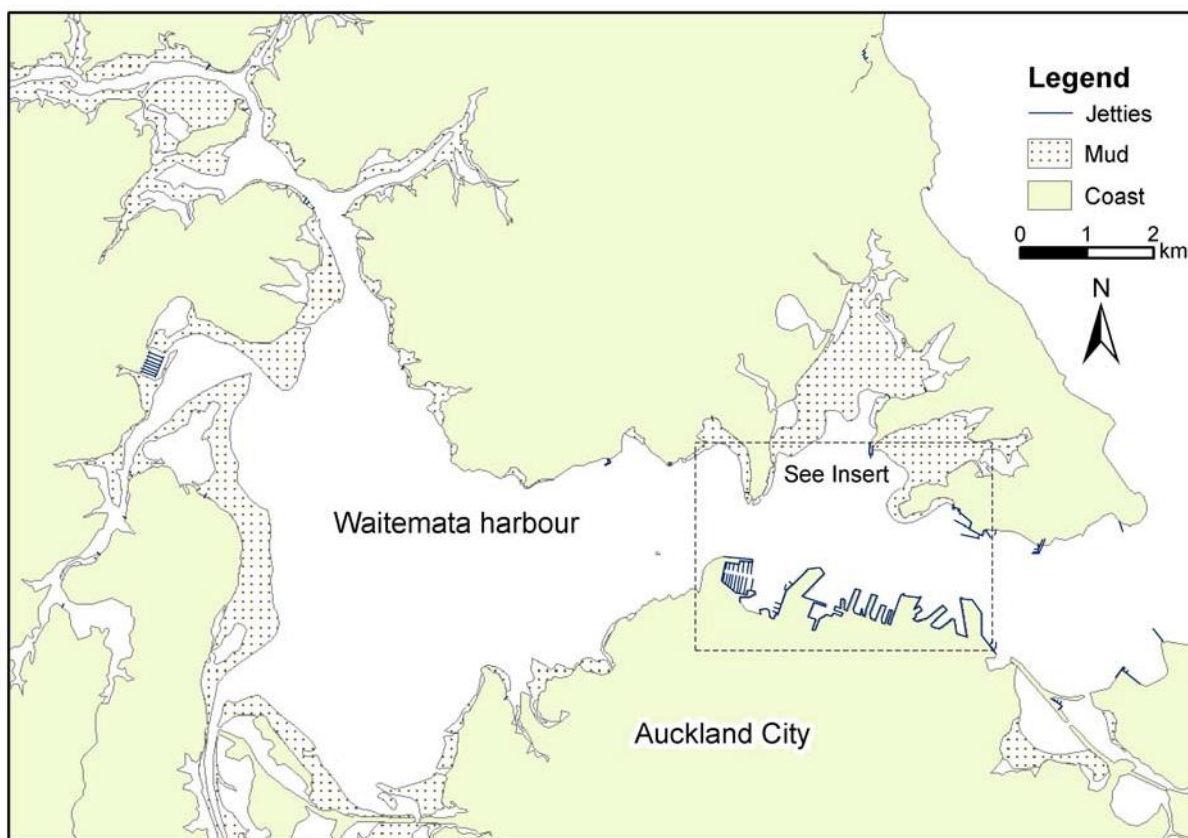 Legend
Jetties
Mud
Coast
0 1 2
km
N
See Insert
Waitemata harbour
Auckland City